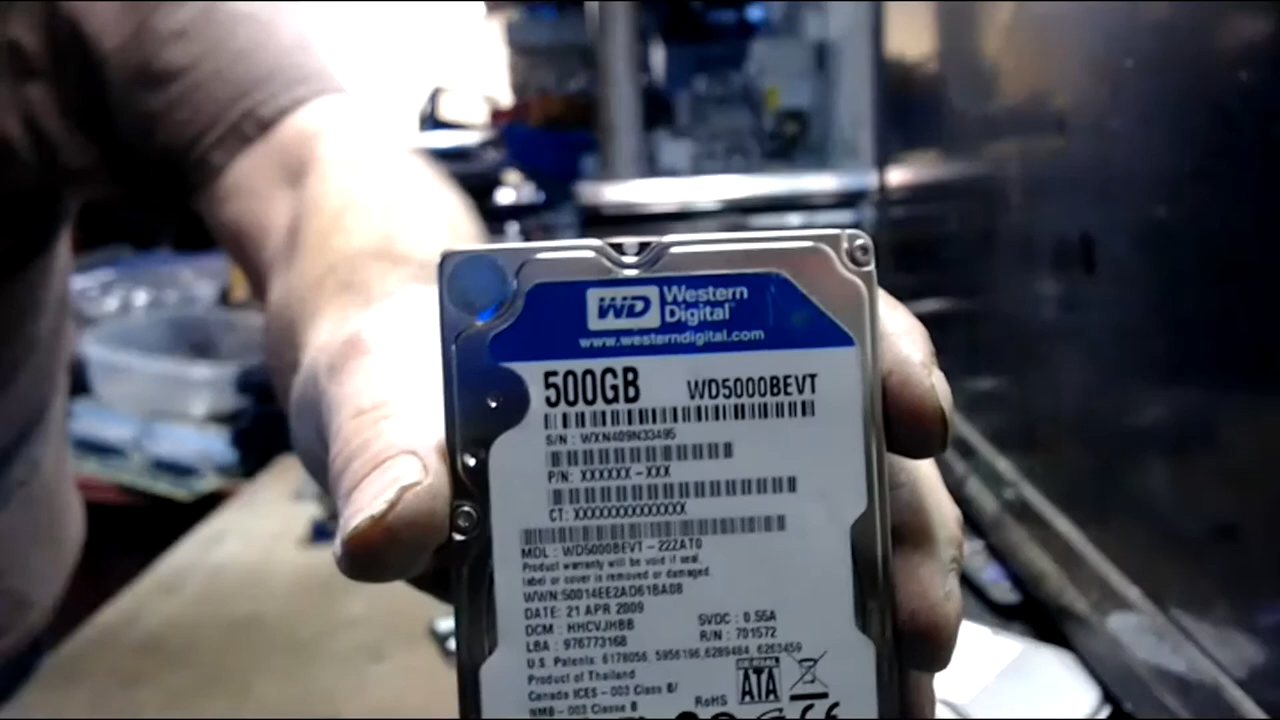 WD Western
Digital
www.westerndigital.com
500GB WD5000BEVT
S/N : WXN409N33495
P/N: XXXXXX-XXX
CT: XXXXXXXXXXXXXX
MDL : WD5000BEVT-22ZAT0
Product warranty will be void if seal,
label or cover is removed or damaged.
WWN:50014EE2AD61BA08
DATE: 21 APR 2009
5VDC : 0.55A
DCM : HHCVJHBB
R/N : 701572
LBA : 976773168
U.S. Patents: 6178056, 5956196,6289484, 6263459
Product of Thailand
Canada ICES-003 Class B/
NMB-003 Classe B
RoHS
SERIAL
ATA